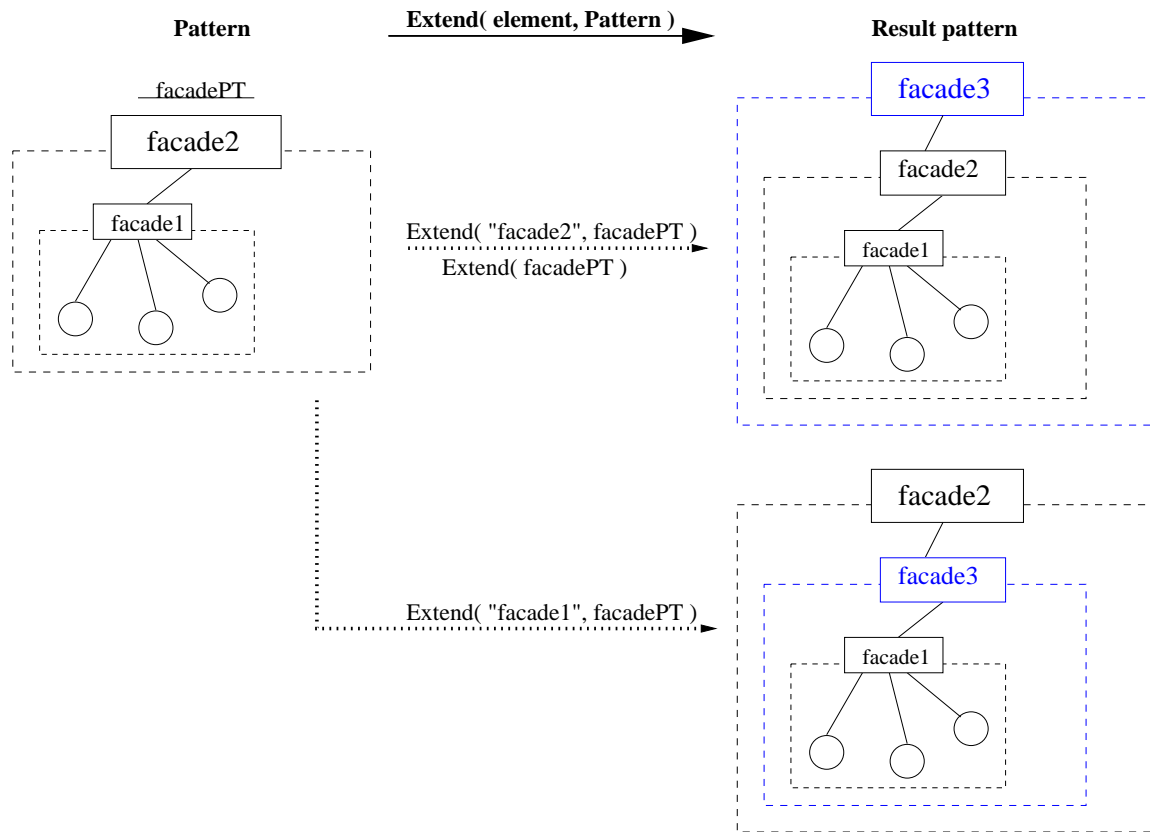 Pattern
Extend( element, Pattern )
Result pattern
facadePT
facade2
facade1
Extend( "facade2", facadePT )
Extend( facadePT )
facade3
facade2
facade1
Extend( "facade1", facadePT )
facade2
facade3
facade1